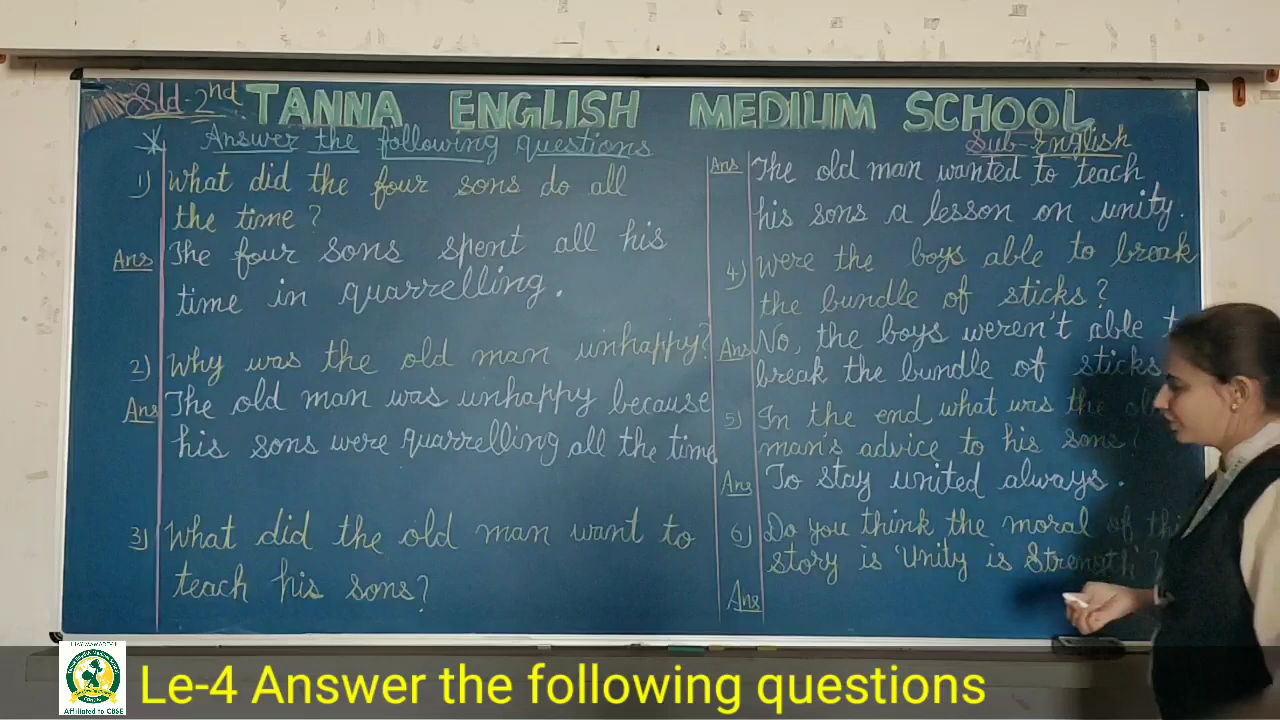 Std-2nd
TANNA ENGLISH MEDIUM SCHOOL
Sub-English
* Answer the following questions
1) What did the four sons do all
the time?
Ans The four sons spent all his
time in quarrelling.
2) Why was the old man unhappy?
Ans The old man was unhappy because
his sons were quarrelling all the time
3) What did the old man want to
teach his sons?
Ans The old man wanted to teach
his sons a lesson on unity.
4) Were the boys able to break
the bundle of sticks?
Ans No, the boys weren't able
break the bundle of sticks
5) In the end, what was the
man's advice to his sons?
Ans To stay united always.
6) Do you think the moral of
story is 'Unity is Strength'?
Ans
Affiliated to CBSE
Le-4 Answer the following questions